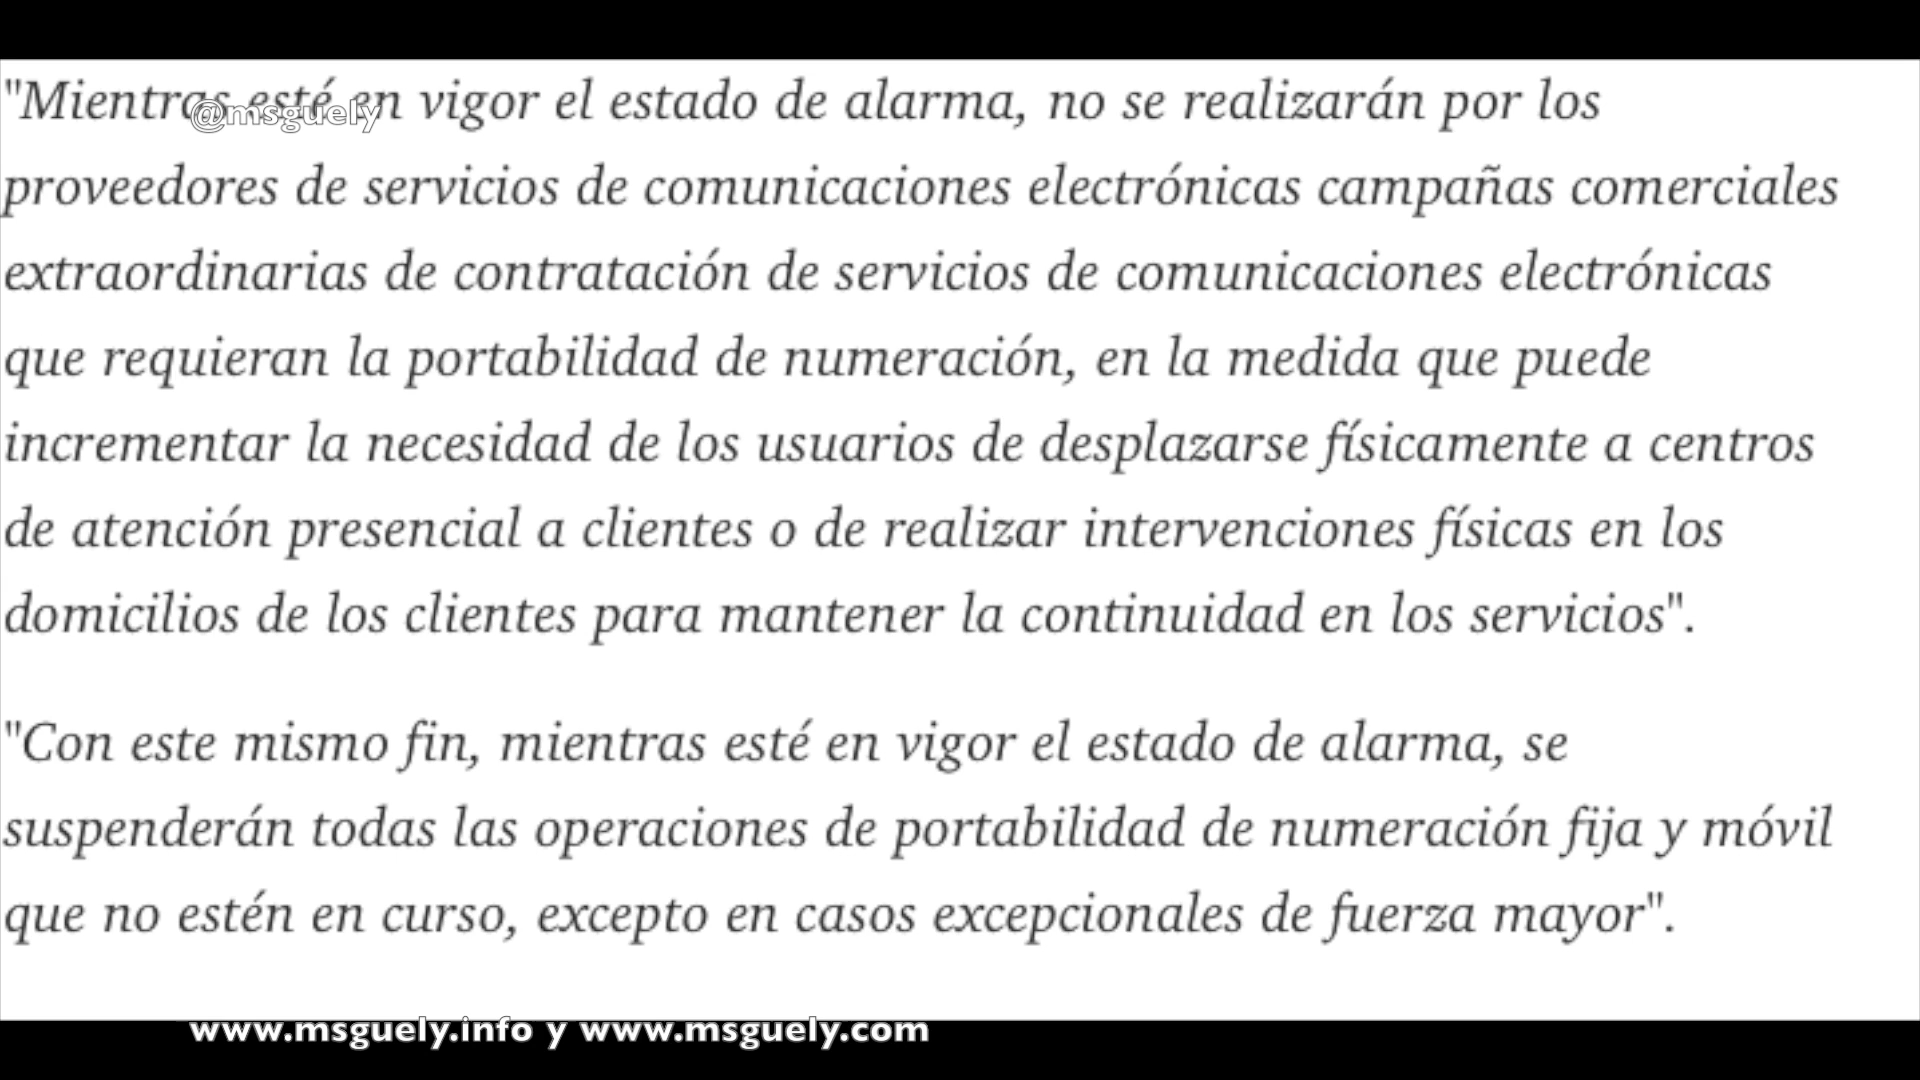 "Mientras esté en vigor el estado de alarma, no se realizarán por los
@msguely
proveedores de servicios de comunicaciones electrónicas campañas comerciales
extraordinarias de contratación de servicios de comunicaciones electrónicas
que requieran la portabilidad de numeración, en la medida que puede
incrementar la necesidad de los usuarios de desplazarse físicamente a centros
de atención presencial a clientes o de realizar intervenciones físicas en los
domicilios de los clientes para mantener la continuidad en los servicios".
"Con este mismo fin, mientras esté en vigor el estado de alarma, se
suspenderán todas las operaciones de portabilidad de numeración fija y móvil
que no estén en curso, excepto en casos excepcionales de fuerza mayor".
www.msguely.info y www.msguely.com